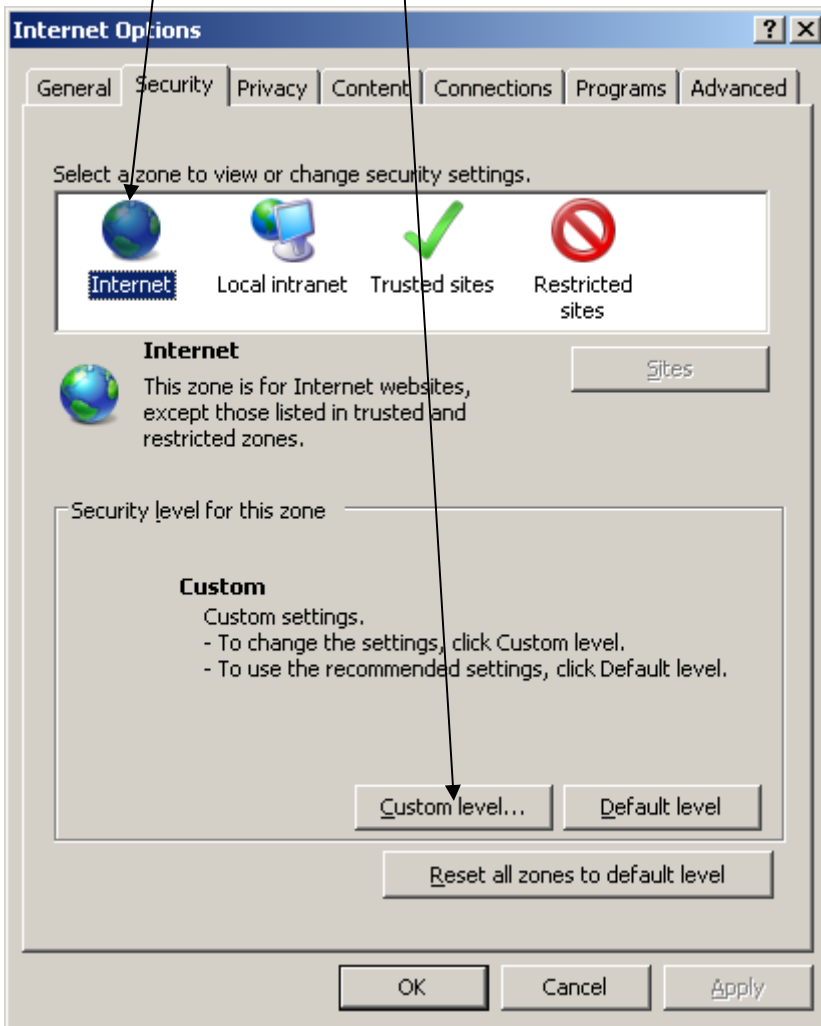 Internet Options
General Security Privacy Content Connections Programs Advanced
Select a zone to view or change security settings.
Internet Local intranet Trusted sites Restricted
sites
Internet
Sites
This zone is for Internet websites,
except those listed in trusted and
restricted zones.
Security level for this zone
Custom
Custom settings.
- To change the settings, click Custom level.
- To use the recommended settings, click Default level.
Custom level... Default level
Reset all zones to default level
OK Cancel Apply